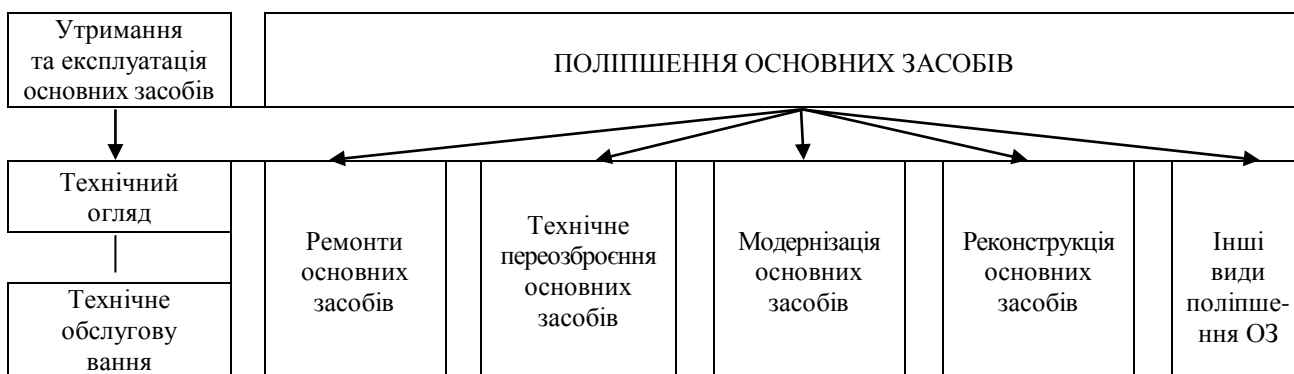 Утримання
та експлуатація
основних засобів
ПОЛІПШЕННЯ ОСНОВНИХ ЗАСОБІВ
Технічний
огляд
Технічне
обслугову
вання
Ремонти
основних
засобів
Технічне
переозброєння
основних
засобів
Модернізація
основних
засобів
Реконструкція
основних
засобів
Інші
види
поліпше-
ння ОЗ